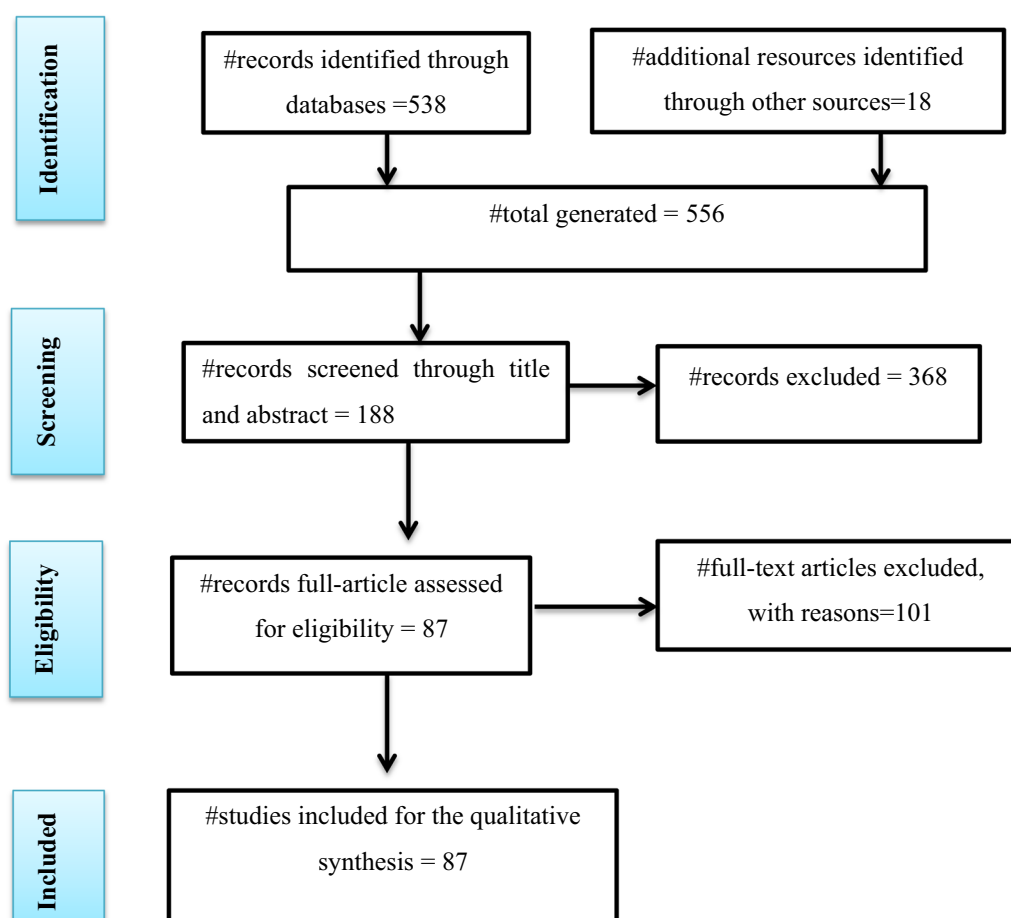 Identification
#records identified through
databases =538
#additional resources identified
through other sources=18
#total generated = 556
Screening
#records screened through title
and abstract = 188
#records excluded = 368
Eligibility
#records full-article assessed
for eligibility = 87
#full-text articles excluded,
with reasons=101
Included
#studies included for the qualitative
synthesis = 87